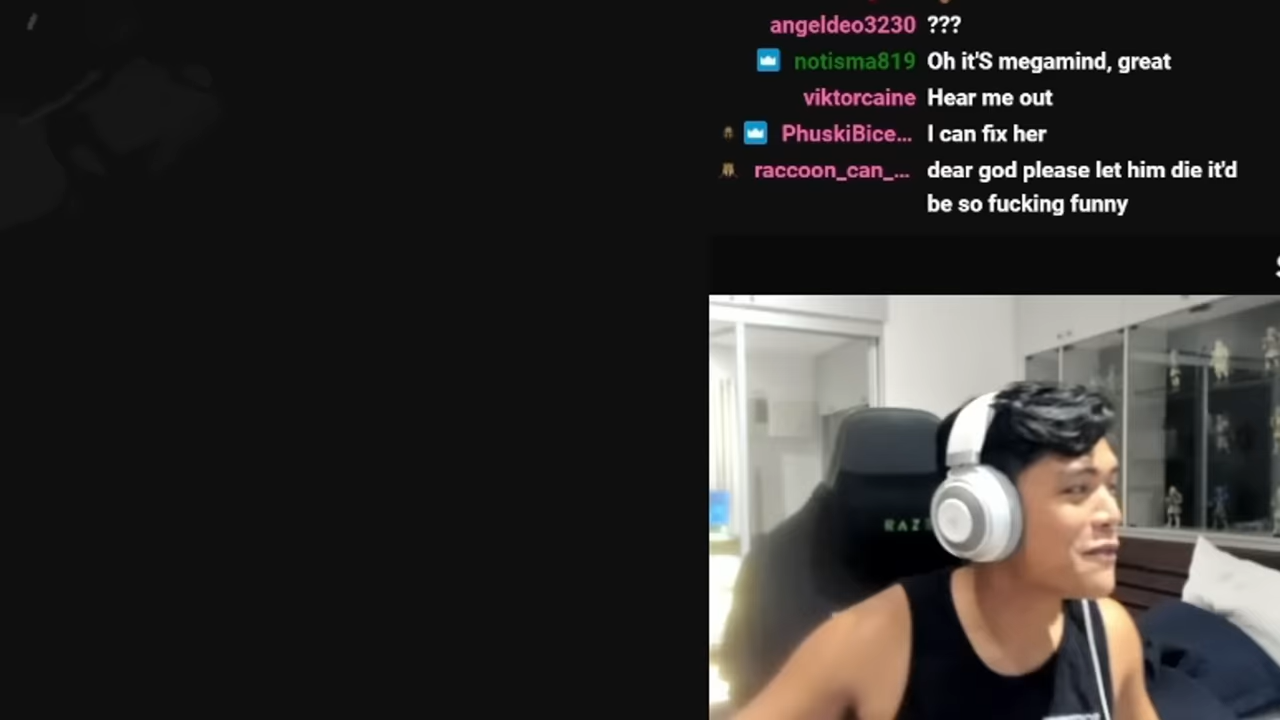 angeldeo3230 ???
notisma819 Oh it'S megamind, great
viktorcaine Hear me out
PhuskiBice... I can fix her
raccoon_can_... dear god please let him die it'd
be so fucking funny
RAZ